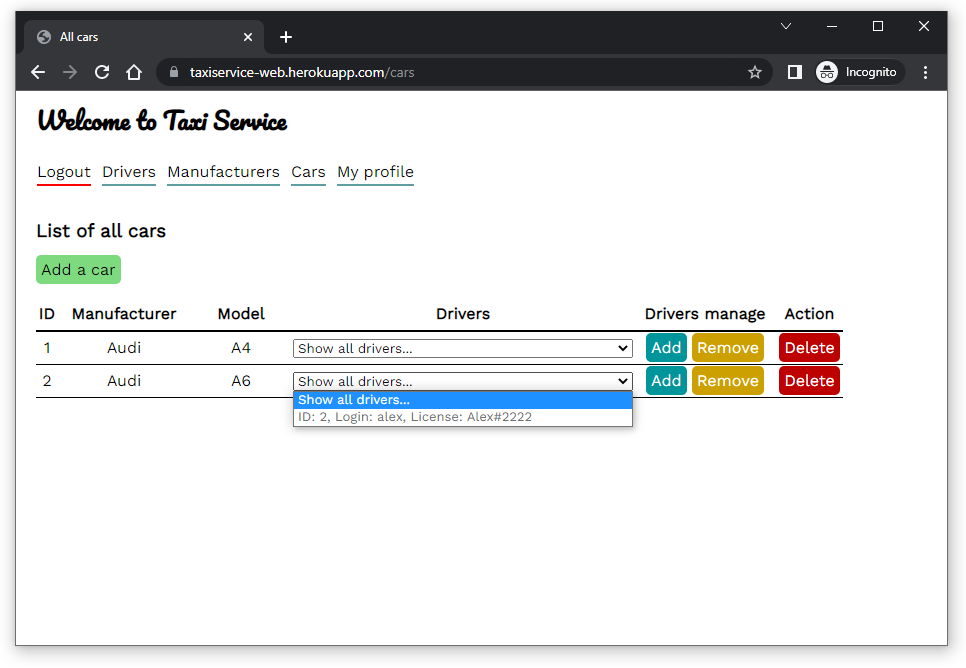 All cars
taxiservice-web.herokuapp.com/cars
Incognito
Welcome to Taxi Service
Logout Drivers Manufacturers Cars My profile
List of all cars
Add a car
ID Manufacturer Model Drivers Drivers manage Action
1 Audi A4 Show all drivers... Add Remove Delete
2 Audi A6 Show all drivers... Add Remove Delete
Show all drivers...
ID: 2, Login: alex, License: Alex#2222